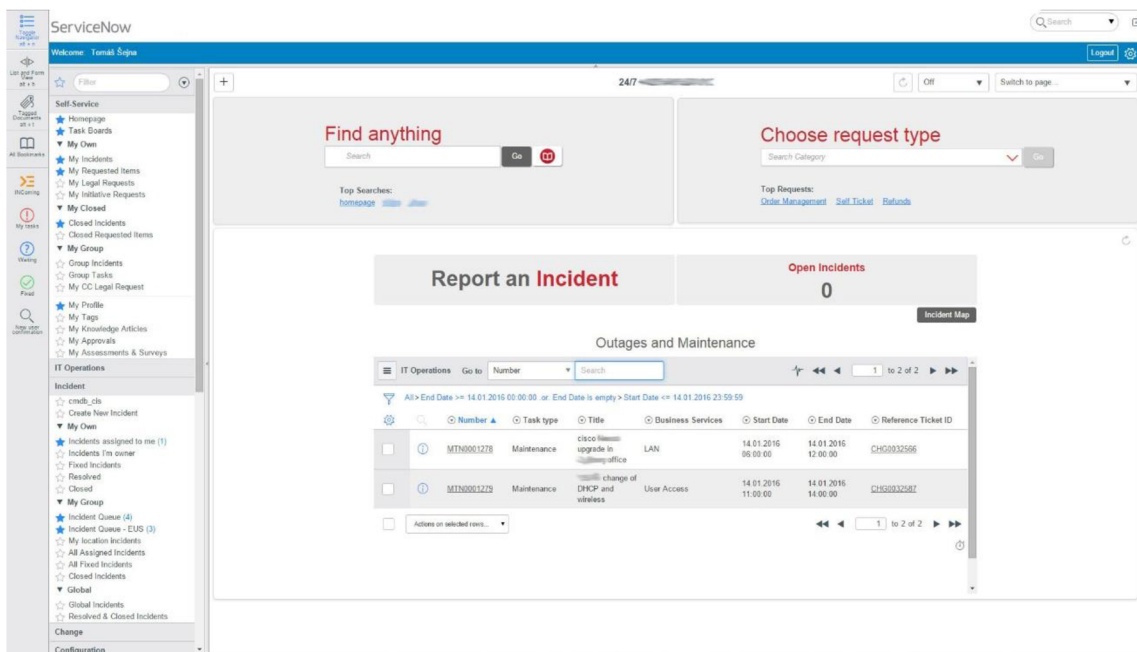 ServiceNow
Search
Welcome: Tomáš Šejna
Logout
Toggle Navigator
alt + n
List and Form View
alt + v
Tagged Documents
alt + t
All Bookmarks
INComing
My tasks
Waiting
Fixed
New user confirmation
Filter
Self-Service
Homepage
Task Boards
My Own
My Incidents
My Requested Items
My Legal Requests
My Initiative Requests
My Closed
Closed Incidents
Closed Requested Items
My Group
Group Incidents
Group Tasks
My CC Legal Request
My Profile
My Tags
My Knowledge Articles
My Approvals
My Assessments & Surveys
IT Operations
Incident
cmdb_cis
Create New Incident
My Own
Incidents assigned to me (1)
Incidents I'm owner
Fixed Incidents
Resolved
Closed
My Group
Incident Queue (4)
Incident Queue - EUS (3)
My location incidents
All Assigned Incidents
All Fixed Incidents
Closed Incidents
Global
Global Incidents
Resolved & Closed Incidents
Change
Configuration
24/7
Off
Switch to page...
Find anything
Search
Go
Top Searches:
homepage
Choose request type
Search Category
Go
Top Requests:
Order Management Self Ticket Refunds
Report an Incident
Open Incidents
0
Incident Map
Outages and Maintenance
IT Operations Go to Number Search 1 to 2 of 2
All > End Date >= 14.01.2016 00:00:00 .or. End Date is empty > Start Date <= 14.01.2016 23:59:59
Number Task type Title Business Services Start Date End Date Reference Ticket ID
MTN0001278 Maintenance cisco upgrade in office LAN 14.01.2016 06:00:00 14.01.2016 12:00:00 CHG0032566
MTN0001279 Maintenance change of DHCP and wireless User Access 14.01.2016 11:00:00 14.01.2016 14:00:00 CHG0032587
Actions on selected rows... 1 to 2 of 2